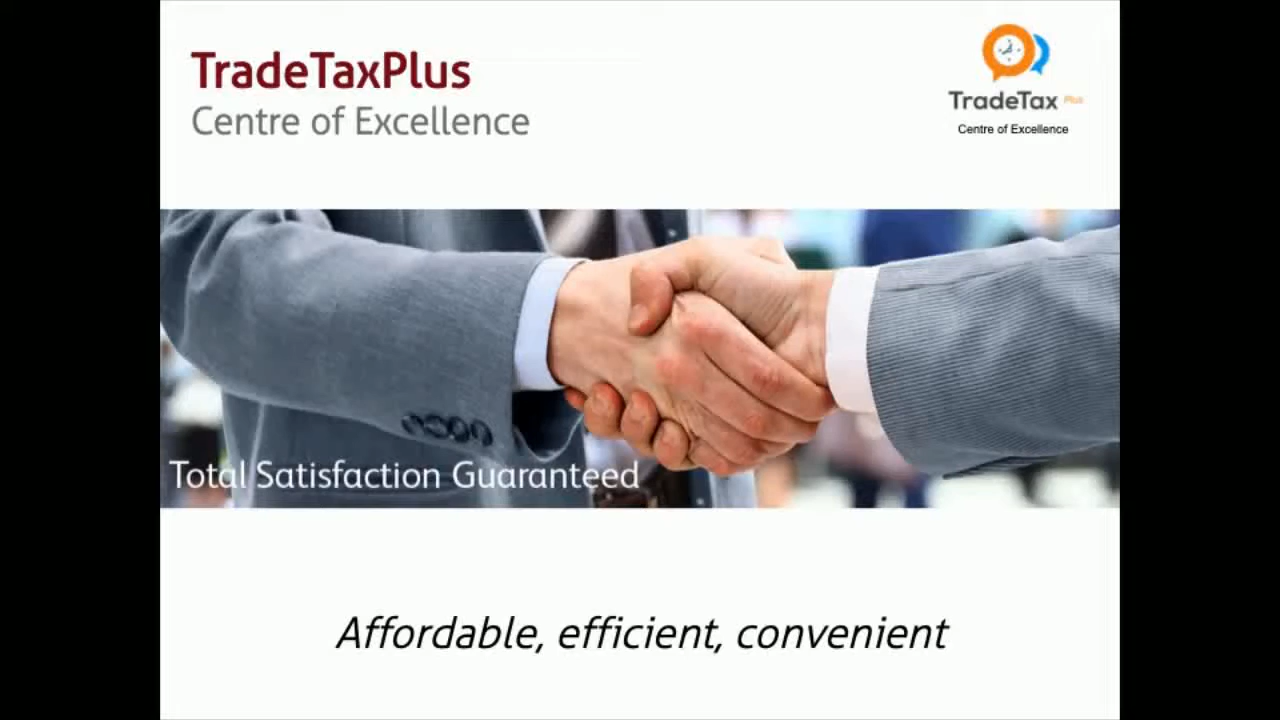 TradeTaxPlus
Centre of Excellence
TradeTax Plus
Centre of Excellence
Total Satisfaction Guaranteed
Affordable, efficient, convenient